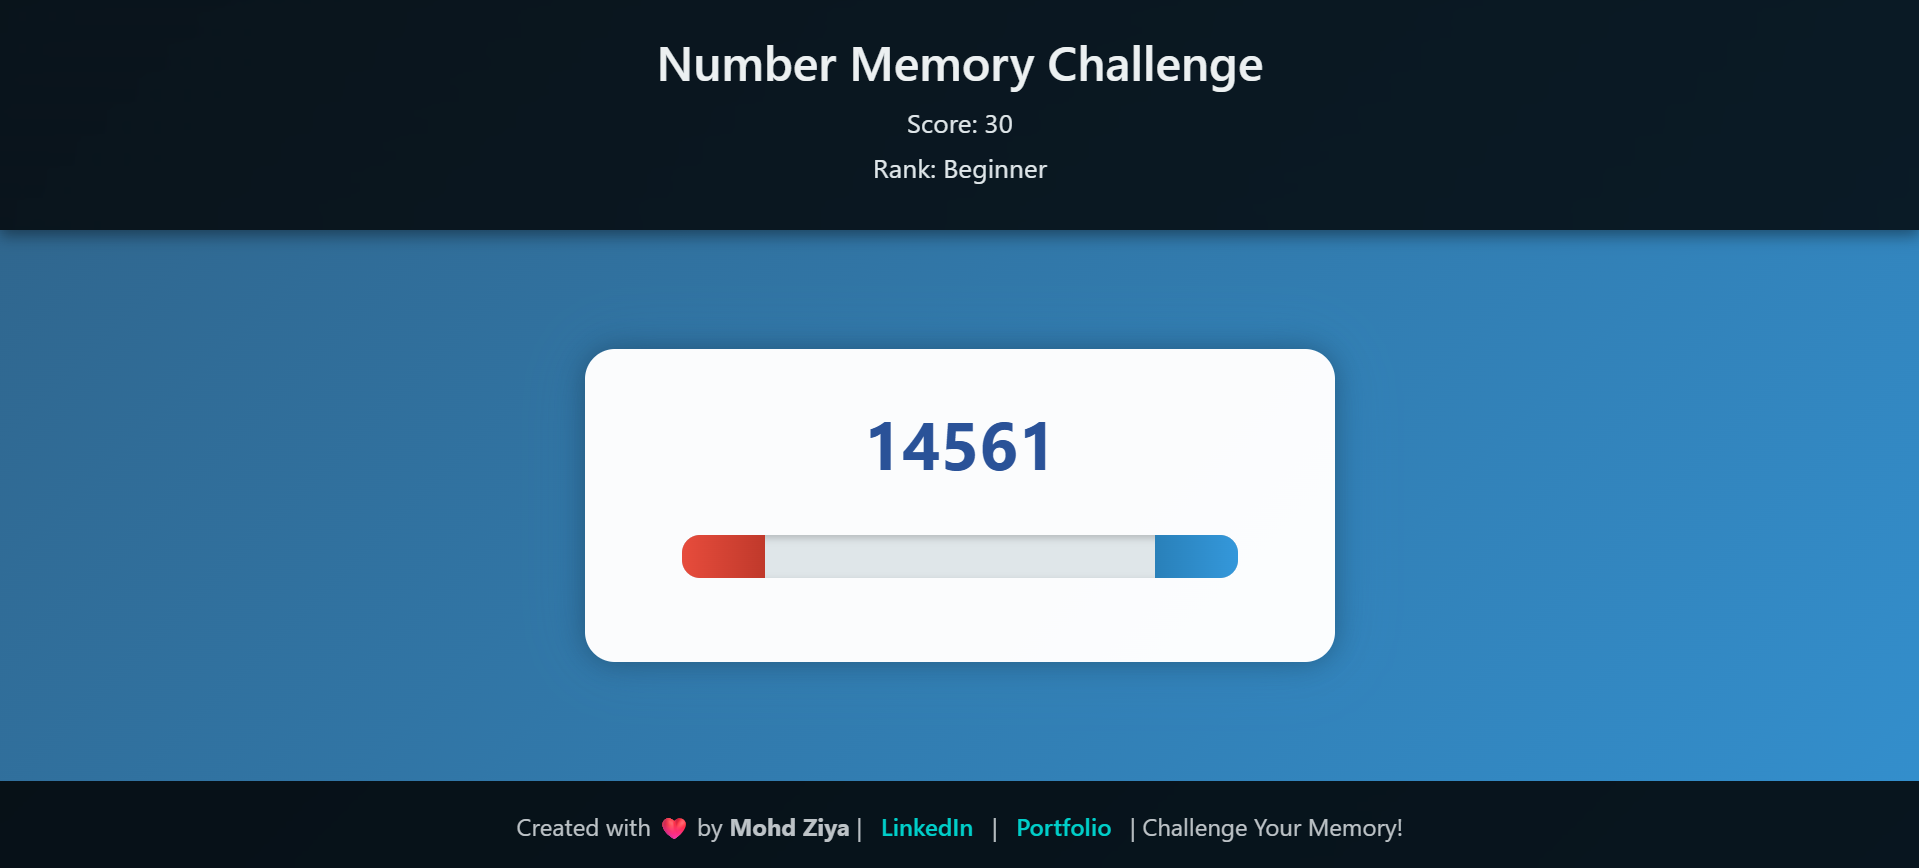 Number Memory Challenge
Score: 30
Rank: Beginner
14561
Created with ❤️ by Mohd Ziya | LinkedIn | Portfolio | Challenge Your Memory!